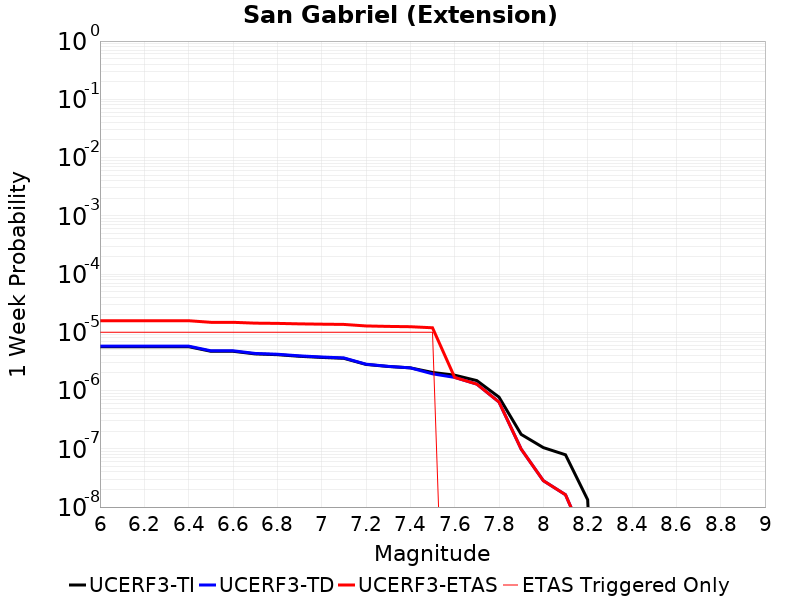 San Gabriel (Extension)
10^0
10^-1
10^-2
10^-3
10^-4
10^-5
10^-6
10^-7
10^-8
1 Week Probability
6 6.2 6.4 6.6 6.8 7 7.2 7.4 7.6 7.8 8 8.2 8.4 8.6 8.8 9
Magnitude
UCERF3-TI UCERF3-TD UCERF3-ETAS ETAS Triggered Only